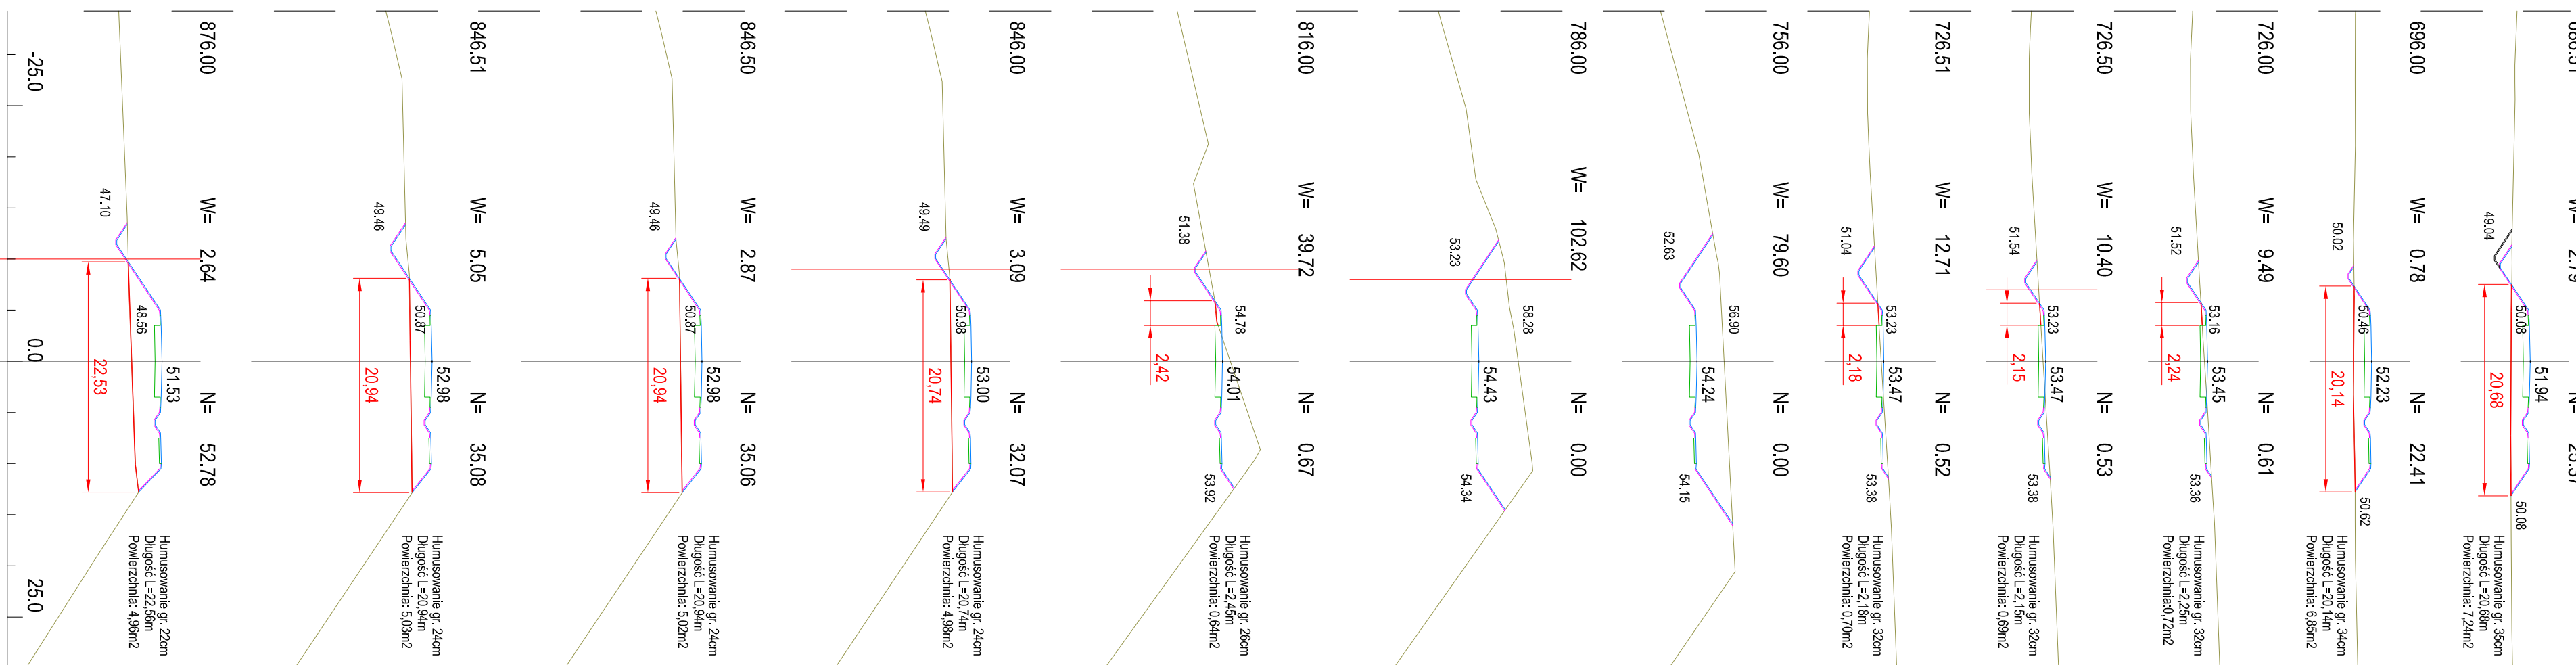 876.00 W= 2.64 N= 52.78
47.10
48.56
51.53
22,53
Humusowanie gr. 22cm
Długość L=22,56m
Powierzchnia: 4,96m2
-25.0 0.0 25.0
846.51 W= 5.05 N= 35.08
49.46
50.87
52.98
20,94
Humusowanie gr. 24cm
Długość L=20,94m
Powierzchnia: 5,03m2
846.50 W= 2.87 N= 35.06
49.46
50.87
52.98
20,94
Humusowanie gr. 24cm
Długość L=20,94m
Powierzchnia: 5,02m2
846.00 W= 3.09 N= 32.07
49.49
50.98
53.00
20,74
Humusowanie gr. 24cm
Długość L=20,74m
Powierzchnia: 4,98m2
816.00 W= 39.72 N= 0.67
51.38
54.78
54.01
2,42
53.92
Humusowanie gr. 26cm
Długość L=2,45m
Powierzchnia: 0,64m2
786.00 W= 102.62 N= 0.00
53.23
58.28
54.43
54.34
756.00 W= 79.60 N= 0.00
52.63
56.90
54.24
54.15
726.51 W= 12.71 N= 0.52
51.04
53.23
53.47
2,18
53.38
Humusowanie gr. 32cm
Długość L=2,18m
Powierzchnia: 0,70m2
726.50 W= 10.40 N= 0.53
51.54
53.23
53.47
2,15
53.38
Humusowanie gr. 32cm
Długość L=2,15m
Powierzchnia: 0,69m2
726.00 W= 9.49 N= 0.61
51.52
53.16
53.45
2,24
53.36
Humusowanie gr. 32cm
Długość L=2,25m
Powierzchnia:0,72m2
696.00 W= 0.78 N= 22.41
50.02
50.46
52.23
20,14
50.62
Humusowanie gr. 34cm
Długość L=20,14m
Powierzchnia: 6,85m2
W= 2.79 N=
49.04
50.08
51.94
20,68
50.08
Humusowanie gr. 35cm
Długość L=20,68m
Powierzchnia: 7,24m2